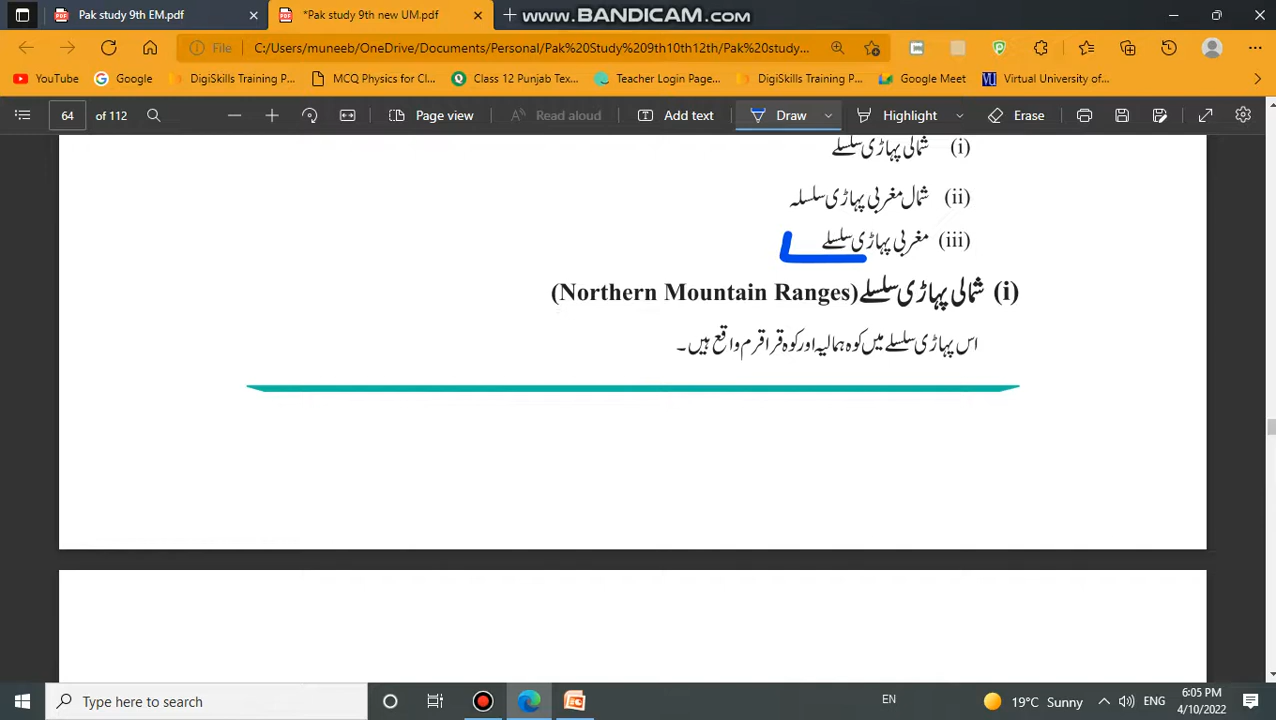 Pak study 9th EM.pdf
*Pak study 9th new UM.pdf
www.BANDICAM.com
File
C:/Users/muneeb/OneDrive/Documents/Personal/Pak%20Study%209th10th12th/Pak%20study...
YouTube
Google
DigiSkills Training P...
MCQ Physics for Cl...
Class 12 Punjab Tex...
Teacher Login Page...
DigiSkills Training P...
Google Meet
Virtual University of...
64 of 112
Page view
Read aloud
Add text
Draw
Highlight
Erase
(i) شمالی پہاڑی سلسلے
(ii) شمال مغربی پہاڑی سلسلہ
(iii) مغربی پہاڑی سلسلے
(i) شمالی پہاڑی سلسلے (Northern Mountain Ranges)
اس پہاڑی سلسلے میں کوہ ہمالیہ اور کوہ قراقرم واقع ہیں۔
Type here to search
EN
19°C Sunny
ENG
6:05 PM
4/10/2022